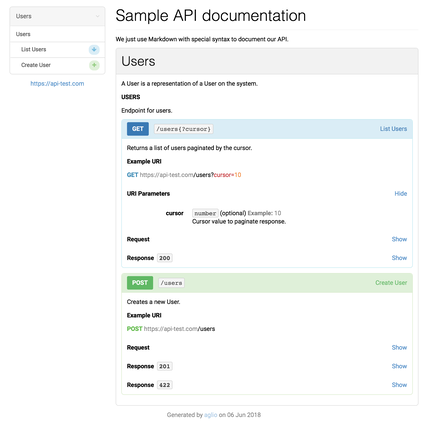 Users
Users
List Users
Create User
https://api-test.com
Sample API documentation
We just use Markdown with special syntax to document our API.
Users
A User is a representation of a User on the system.
USERS
Endpoint for users.
GET /users{?cursor} List Users
Returns a list of users paginated by the cursor.
Example URI
GET https://api-test.com/users?cursor=10
URI Parameters Hide
cursor number (optional) Example: 10
Cursor value to paginate response.
Request Show
Response 200 Show
POST /users Create User
Creates a new User.
Example URI
POST https://api-test.com/users
Request Show
Response 201 Show
Response 422 Show
Generated by aglio on 06 Jun 2018